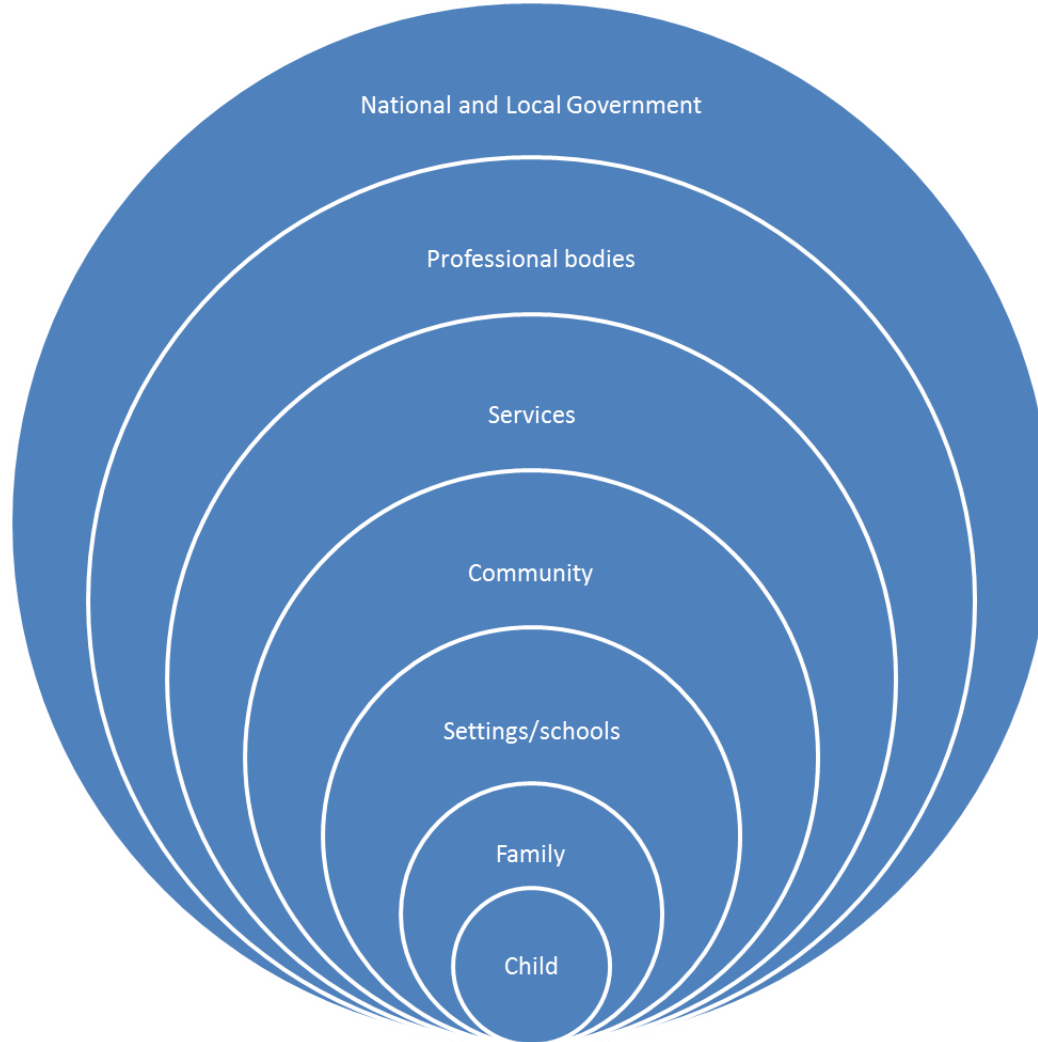 National and Local Government
Professional bodies
Services
Community
Settings/schools
Family
Child